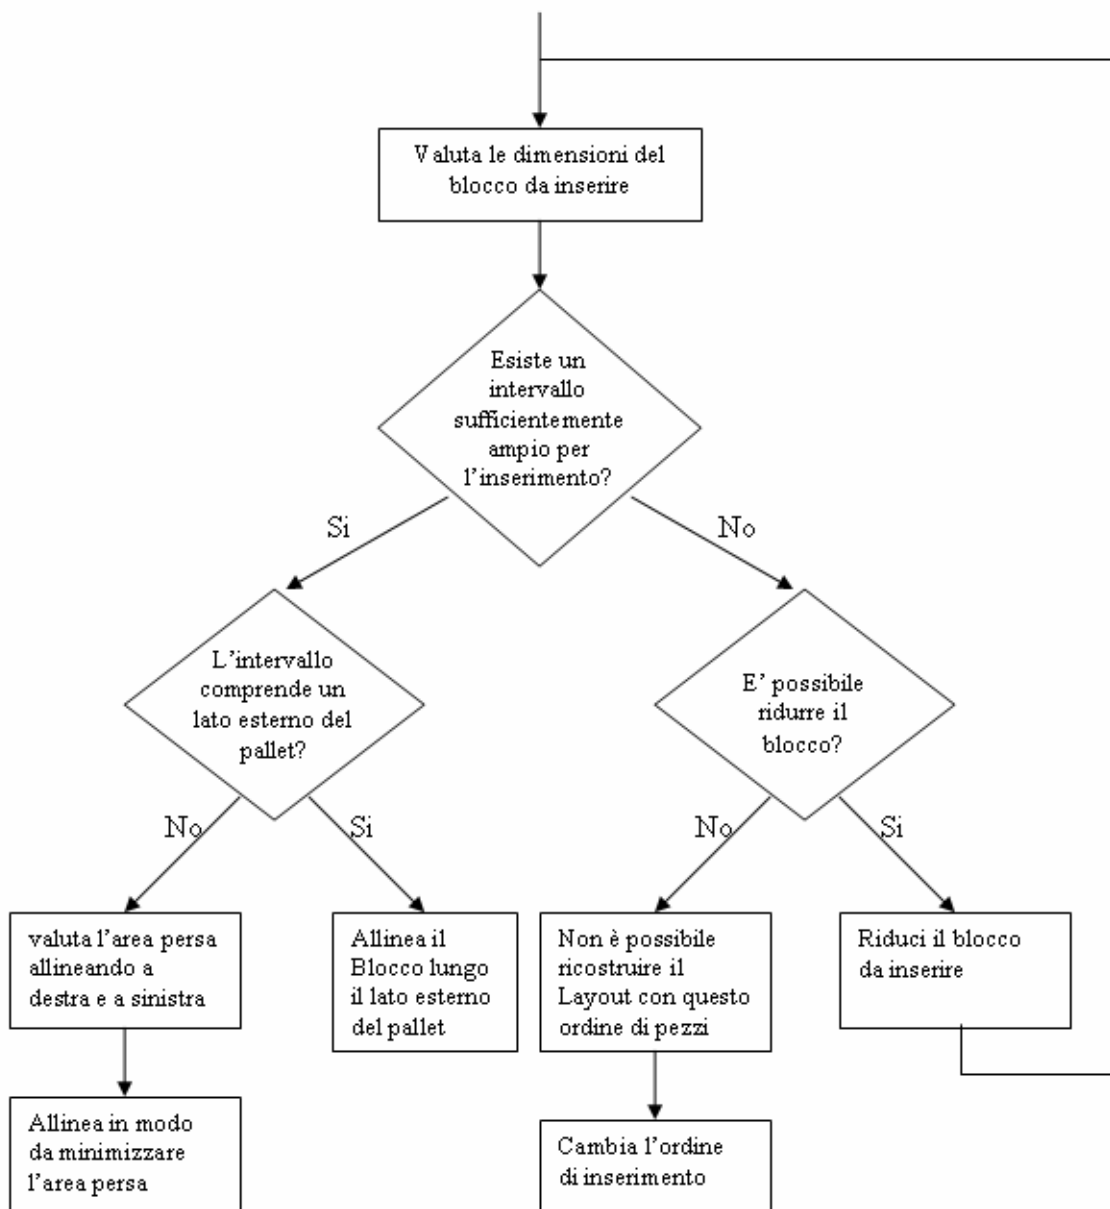 Valuta le dimensioni del
blocco da inserire
Esiste un
intervallo
sufficientemente
ampio per
l'inserimento?
Si
No
L'intervallo
comprende un
lato esterno del
pallet?
E' possibile
ridurre il
blocco?
No
Si
No
Si
valuta l'area persa
allineando a
destra e a sinistra
Allinea il
Blocco lungo
il lato esterno
del pallet
Non è possibile
ricostruire il
Layout con questo
ordine di pezzi
Riduci il blocco
da inserire
Allinea in modo
da minimizzare
l'area persa
Cambia l'ordine
di inserimento